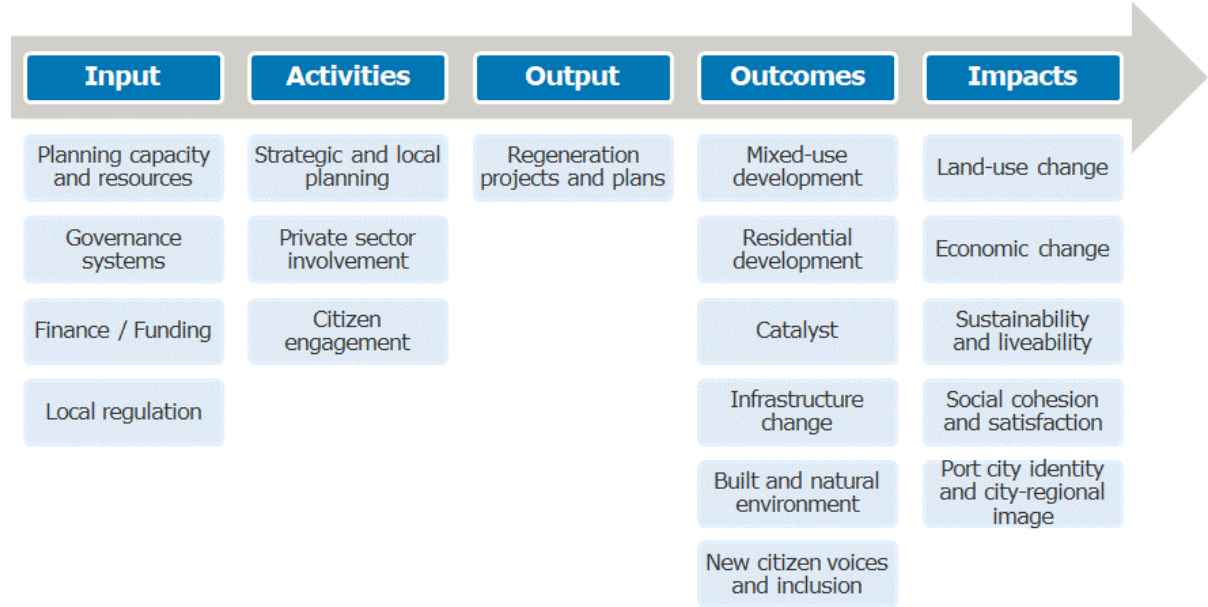 Input
Activities
Output
Outcomes
Impacts
Planning capacity
and resources
Governance
systems
Finance / Funding
Local regulation
Strategic and local
planning
Private sector
involvement
Citizen
engagement
Regeneration
projects and plans
Mixed-use
development
Residential
development
Catalyst
Infrastructure
change
Built and natural
environment
New citizen voices
and inclusion
Land-use change
Economic change
Sustainability
and liveability
Social cohesion
and satisfaction
Port city identity
and city-regional
image